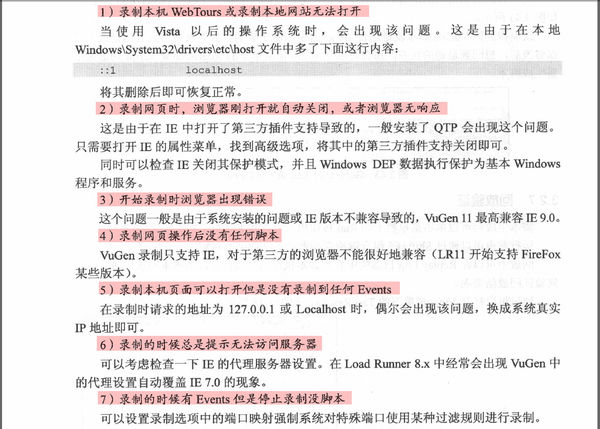 1）录制本机 WebTours 或录制本地网站无法打开
当使用 Vista 以后的操作系统时，会出现该问题。这是由于在本地
Windows\System32\drivers\etc\host 文件中多了下面这行内容：
::1 localhost
将其删除后即可恢复正常。
2）录制网页时，浏览器刚打开就自动关闭，或者浏览器无响应
这是由于在 IE 中打开了第三方插件支持导致的，一般安装了 QTP 会出现这个问题。
只需要打开 IE 的属性菜单，找到高级选项，将其中的第三方插件支持关闭即可。
同时可以检查 IE 关闭其保护模式，并且 Windows DEP 数据执行保护为基本 Windows
程序和服务。
3）开始录制时浏览器出现错误
这个问题一般是由于系统安装的问题或 IE 版本不兼容导致的，VuGen 11 最高兼容 IE 9.0。
4）录制网页操作后没有任何脚本
VuGen 录制只支持 IE，对于第三方的浏览器不能很好地兼容（LR11 开始支持 FireFox
某些版本）。
5）录制本机页面可以打开但是没有录制到任何 Events
在录制时请求的地址为 127.0.0.1 或 Localhost 时，偶尔会出现该问题，换成系统真实
IP 地址即可。
6）录制的时候总是提示无法访问服务器
可以考虑检查一下 IE 的代理服务器设置。在 Load Runner 8.x 中经常会出现 VuGen 中
的代理设置自动覆盖 IE 7.0 的现象。
7）录制的时候有 Events 但是停止录制没脚本
可以设置录制选项中的端口映射强制系统对特殊端口使用某种过滤规则进行录制。